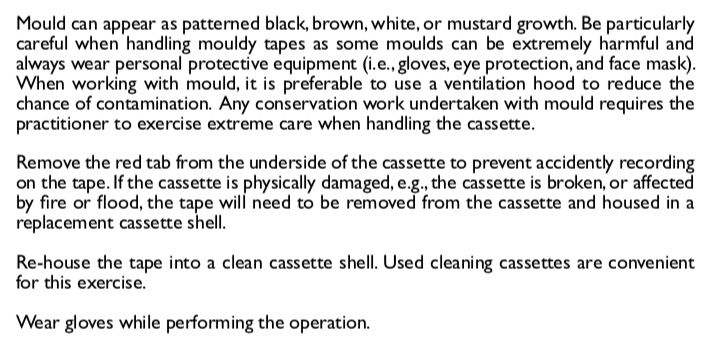 Mould can appear as patterned black, brown, white, or mustard growth. Be particularly
careful when handling mouldy tapes as some moulds can be extremely harmful and
always wear personal protective equipment (i.e., gloves, eye protection, and face mask).
When working with mould, it is preferable to use a ventilation hood to reduce the
chance of contamination. Any conservation work undertaken with mould requires the
practitioner to exercise extreme care when handling the cassette.
Remove the red tab from the underside of the cassette to prevent accidently recording
on the tape. If the cassette is physically damaged, e.g., the cassette is broken, or affected
by fire or flood, the tape will need to be removed from the cassette and housed in a
replacement cassette shell.
Re-house the tape into a clean cassette shell. Used cleaning cassettes are convenient
for this exercise.
Wear gloves while performing the operation.